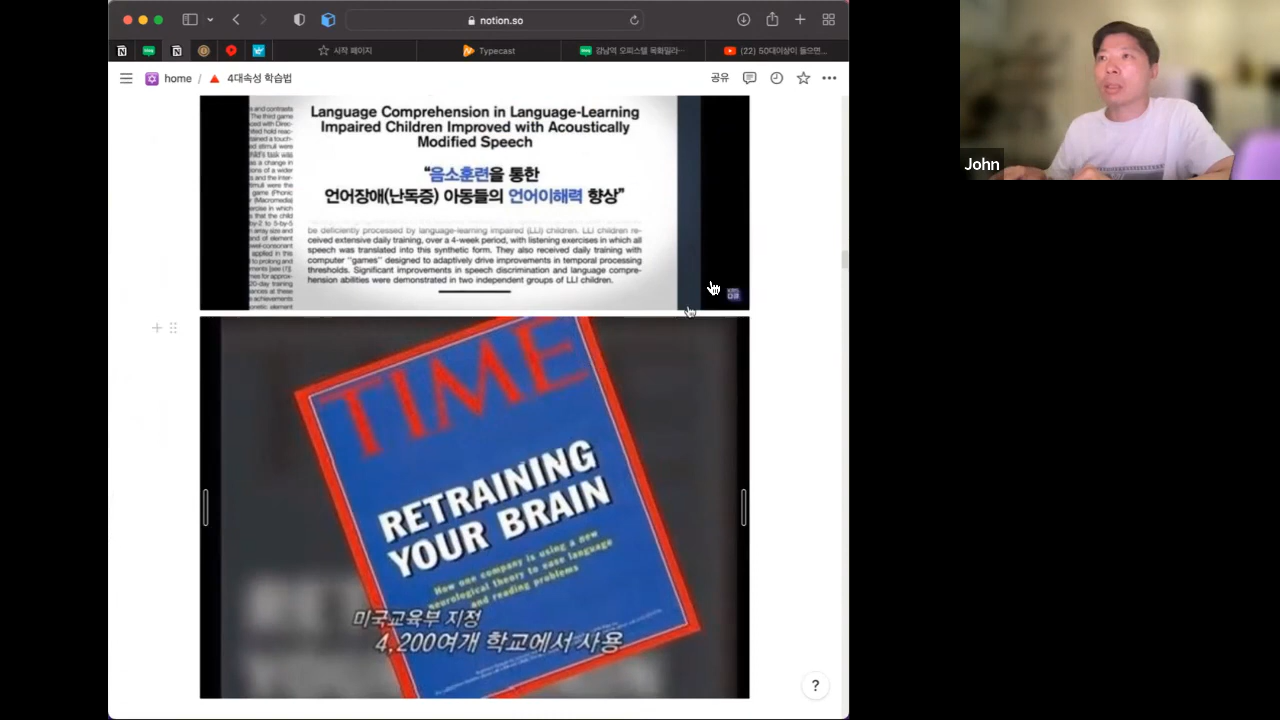 notion.so
시작 페이지
Typecast
강남역 오피스텔 목화밀라…
(22) 50대이상이 들으면…
home / 4대속성 학습법
공유
Language Comprehension in Language-Learning
Impaired Children Improved with Acoustically
Modified Speech
“음소훈련을 통한
언어장애(난독증) 아동들의 언어이해력 향상”
be deficiently processed by language-learning impaired (LLI) children. LLI children re-
ceived extensive daily training, over a 4-week period, with listening exercises in which all
speech was translated into this synthetic form. They also received daily training with
computer "games" designed to adaptively drive improvements in temporal processing
thresholds. Significant improvements in speech discrimination and language compre-
hension abilities were demonstrated in two independent groups of LLI children.
TIME
RETRAINING
YOUR BRAIN
How one company is using a new
neurological theory to ease language
and reading problems
미국교육부 지정
4,200여개 학교에서 사용
?
John